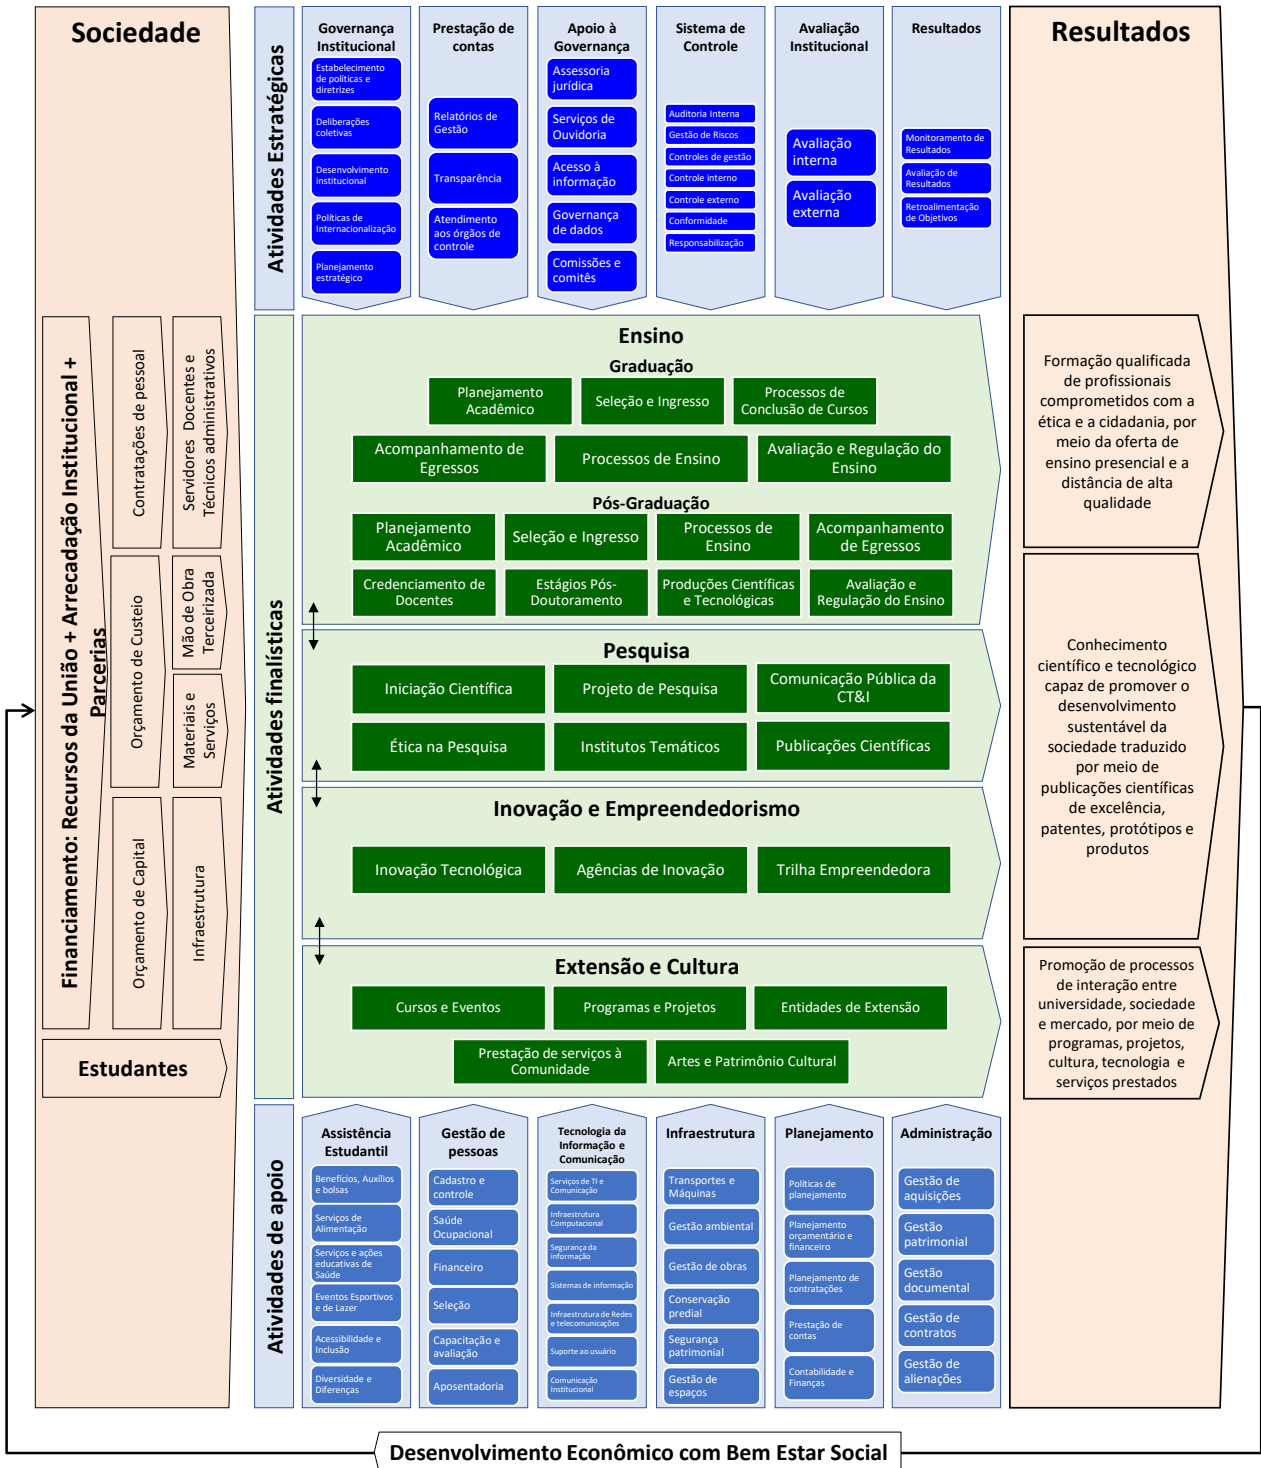 Sociedade
Financiamento: Recursos da União + Arrecadação Institucional +
Parcerias
Contratações de pessoal
Servidores Docentes e
Técnicos administrativos
Orçamento de Custeio
Mão de Obra
Terceirizada
Materiais e
Serviços
Orçamento de Capital
Infraestrutura
Estudantes
Atividades Estratégicas
Governança
Institucional
Estabelecimento
de políticas e
diretrizes
Deliberações
coletivas
Desenvolvimento
institucional
Políticas de
Internacionalização
Planejamento
estratégico
Prestação de
contas
Relatórios de
Gestão
Transparência
Atendimento
aos órgãos de
controle
Apoio à
Governança
Assessoria
jurídica
Serviços de
Ouvidoria
Acesso à
informação
Governança
de dados
Comissões e
comitês
Sistema de
Controle
Auditoria Interna
Gestão de Riscos
Controles de gestão
Controle interno
Controle externo
Conformidade
Responsabilização
Avaliação
Institucional
Avaliação
interna
Avaliação
externa
Resultados
Monitoramento de
Resultados
Avaliação de
Resultados
Retroalimentação
de Objetivos
Atividades finalísticas
Ensino
Graduação
Planejamento
Acadêmico
Seleção e Ingresso
Processos de
Conclusão de Cursos
Acompanhamento de
Egressos
Processos de Ensino
Avaliação e Regulação do
Ensino
Pós-Graduação
Planejamento
Acadêmico
Seleção e Ingresso
Processos de
Ensino
Acompanhamento
de Egressos
Credenciamento de
Docentes
Estágios Pós-
Doutoramento
Produções Científicas
e Tecnológicas
Avaliação e
Regulação do Ensino
Pesquisa
Iniciação Científica
Projeto de Pesquisa
Comunicação Pública da
CT&I
Ética na Pesquisa
Institutos Temáticos
Publicações Científicas
Inovação e Empreendedorismo
Inovação Tecnológica
Agências de Inovação
Trilha Empreendedora
Extensão e Cultura
Cursos e Eventos
Programas e Projetos
Entidades de Extensão
Prestação de serviços à
Comunidade
Artes e Patrimônio Cultural
Atividades de apoio
Assistência
Estudantil
Benefícios, Auxílios
e bolsas
Serviços de
Alimentação
Serviços e ações
educativas de
Saúde
Eventos Esportivos
e de Lazer
Acessibilidade e
Inclusão
Diversidade e
Diferenças
Gestão de
pessoas
Cadastro e
controle
Saúde
Ocupacional
Financeiro
Seleção
Capacitação e
avaliação
Aposentadoria
Tecnologia da
Informação e
Comunicação
Serviços de TI e
Comunicação
Infraestrutura
Computacional
Segurança da
informação
Sistemas de informação
Infraestrutura de Redes
e telecomunicações
Suporte ao usuário
Comunicação
Institucional
Infraestrutura
Transportes e
Máquinas
Gestão ambiental
Gestão de obras
Conservação
predial
Segurança
patrimonial
Gestão de
espaços
Planejamento
Políticas de
planejamento
Planejamento
orçamentário e
financeiro
Planejamento de
contratações
Prestação de
contas
Contabilidade e
Finanças
Administração
Gestão de
aquisições
Gestão
patrimonial
Gestão
documental
Gestão de
contratos
Gestão de
alienações
Resultados
Formação qualificada
de profissionais
comprometidos com a
ética e a cidadania, por
meio da oferta de
ensino presencial e a
distância de alta
qualidade
Conhecimento
científico e tecnológico
capaz de promover o
desenvolvimento
sustentável da
sociedade traduzido
por meio de
publicações científicas
de excelência,
patentes, protótipos e
produtos
Promoção de processos
de interação entre
universidade, sociedade
e mercado, por meio de
programas, projetos,
cultura, tecnologia e
serviços prestados
Desenvolvimento Econômico com Bem Estar Social